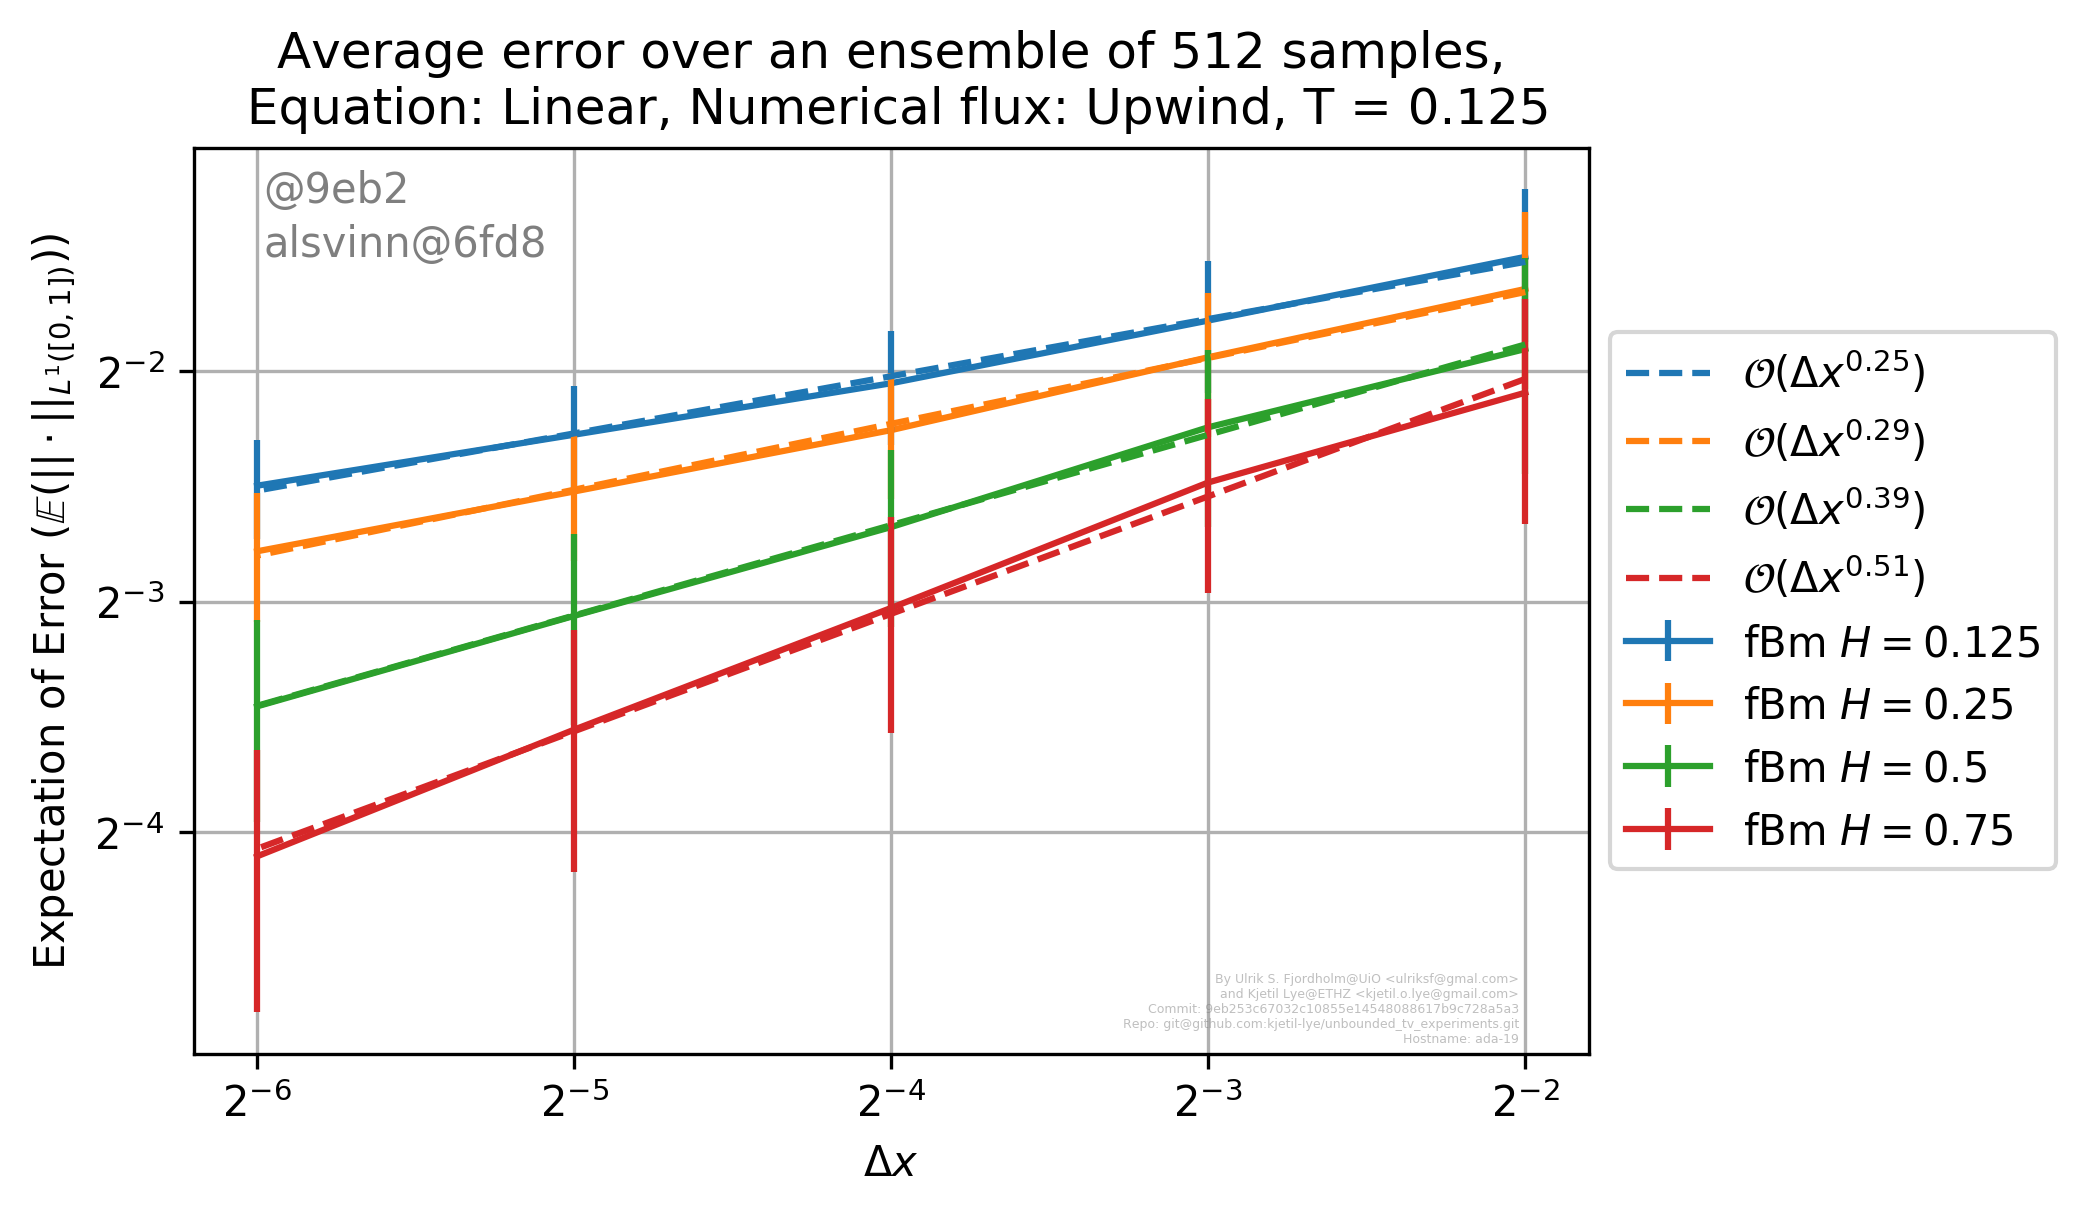 Average error over an ensemble of 512 samples,
Equation: Linear, Numerical flux: Upwind, T = 0.125
@9eb2
alsvinn@6fd8
Expectation of Error (𝔼(|| · ||_{L^1([0, 1])}))
2^{-2}
2^{-3}
2^{-4}
𝒪(Δx^{0.25})
𝒪(Δx^{0.29})
𝒪(Δx^{0.39})
𝒪(Δx^{0.51})
fBm H = 0.125
fBm H = 0.25
fBm H = 0.5
fBm H = 0.75
By Ulrik S. Fjordholm@UiO <ulriksf@gmal.com>
and Kjetil Lye@ETHZ <kjetil.o.lye@gmail.com>
Commit: 9eb253c67032c10855e14548088617b9c728a5a3
Repo: git@github.com:kjetil-lye/unbounded_tv_experiments.git
Hostname: ada-19
2^{-6} 2^{-5} 2^{-4} 2^{-3} 2^{-2}
Δx